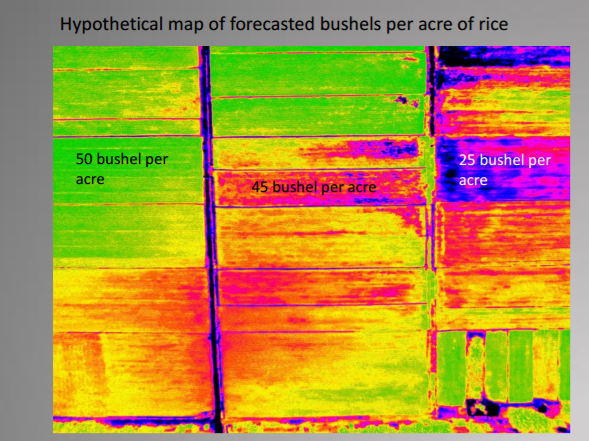 Hypothetical map of forecasted bushels per acre of rice
50 bushel per
acre
45 bushel per acre
25 bushel per
acre